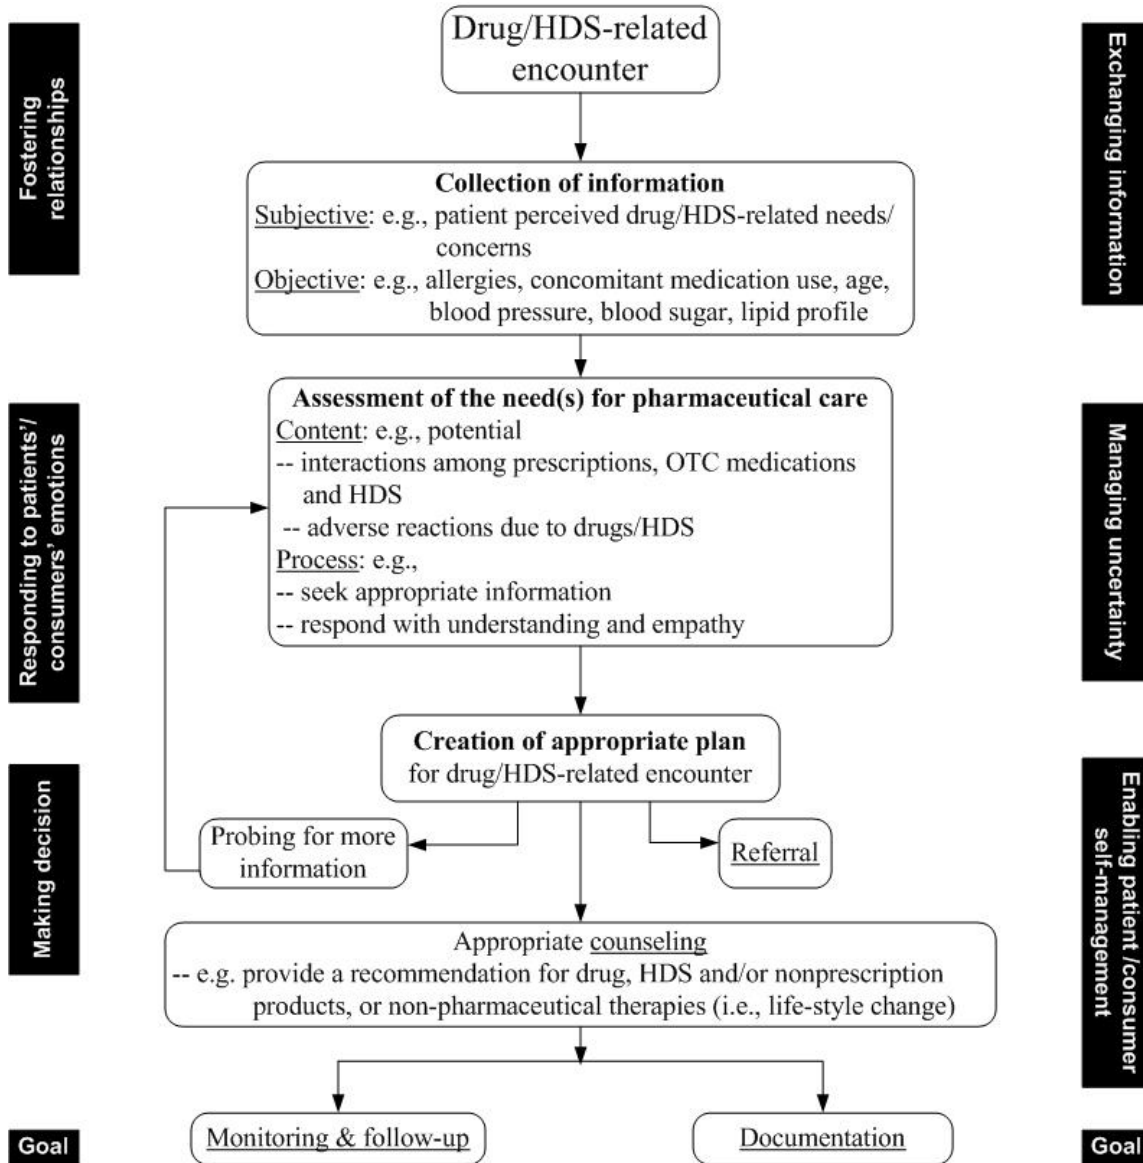 Drug/HDS-related
encounter
Fostering
relationships
Exchanging information
Collection of information
Subjective: e.g., patient perceived drug/HDS-related needs/
concerns
Objective: e.g., allergies, concomitant medication use, age,
blood pressure, blood sugar, lipid profile
Responding to patients’/
consumers’ emotions
Managing uncertainty
Assessment of the need(s) for pharmaceutical care
Content: e.g., potential
-- interactions among prescriptions, OTC medications
and HDS
-- adverse reactions due to drugs/HDS
Process: e.g.,
-- seek appropriate information
-- respond with understanding and empathy
Making decision
Enabling patient /consumer
self-management
Creation of appropriate plan
for drug/HDS-related encounter
Probing for more
information
Referral
Appropriate counseling
-- e.g. provide a recommendation for drug, HDS and/or nonprescription
products, or non-pharmaceutical therapies (i.e., life-style change)
Goal
Monitoring & follow-up
Documentation
Goal